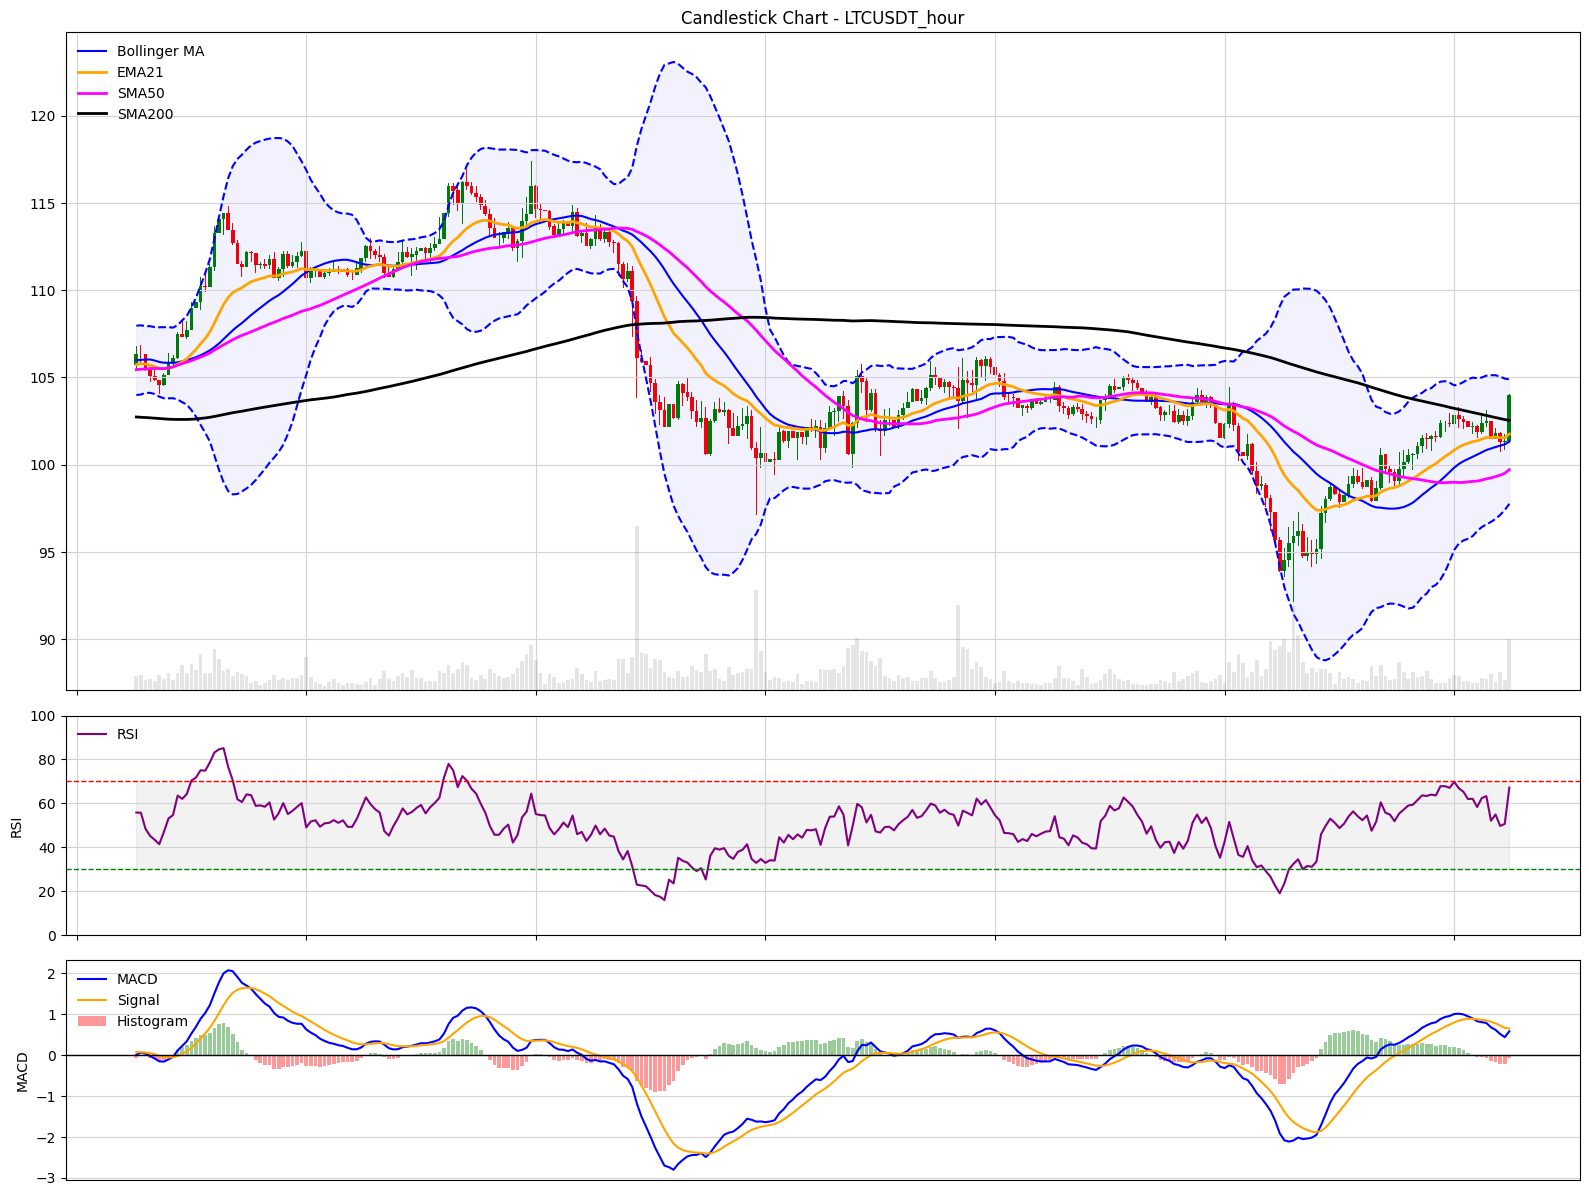 Candlestick Chart - LTCUSDT_hour
Bollinger MA
EMA21
SMA50
SMA200
120
115
110
105
100
95
90
RSI
100
80
60
40
20
0
RSI
MACD
Signal
Histogram
2
1
0
−1
−2
−3
MACD